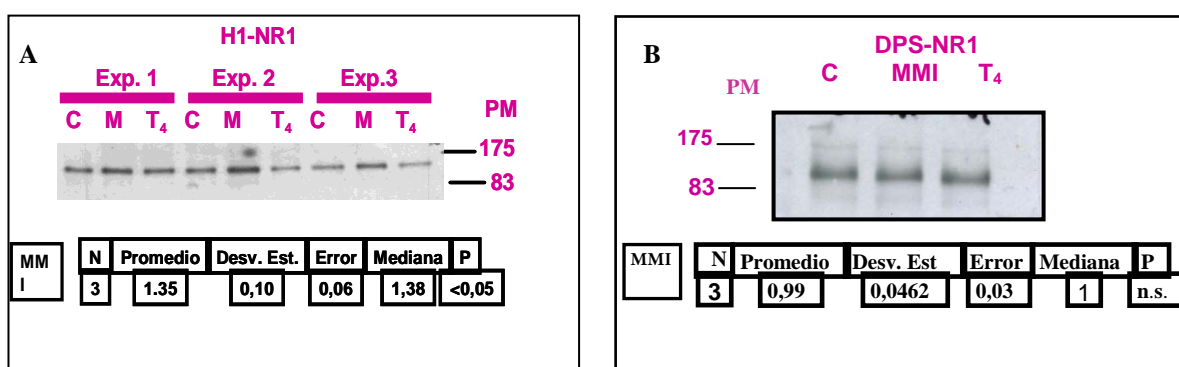 A
H1-NR1
Exp. 1 Exp. 2 Exp.3
C M T4 C M T4 C M T4 PM
175
83
MM
I
N Promedio Desv. Est. Error Mediana P
3 1.35 0,10 0,06 1,38 <0,05
B
DPS-NR1
C MMI T4
PM
175
83
MMI
N Promedio Desv. Est Error Mediana P
3 0,99 0,0462 0,03 1 n.s.